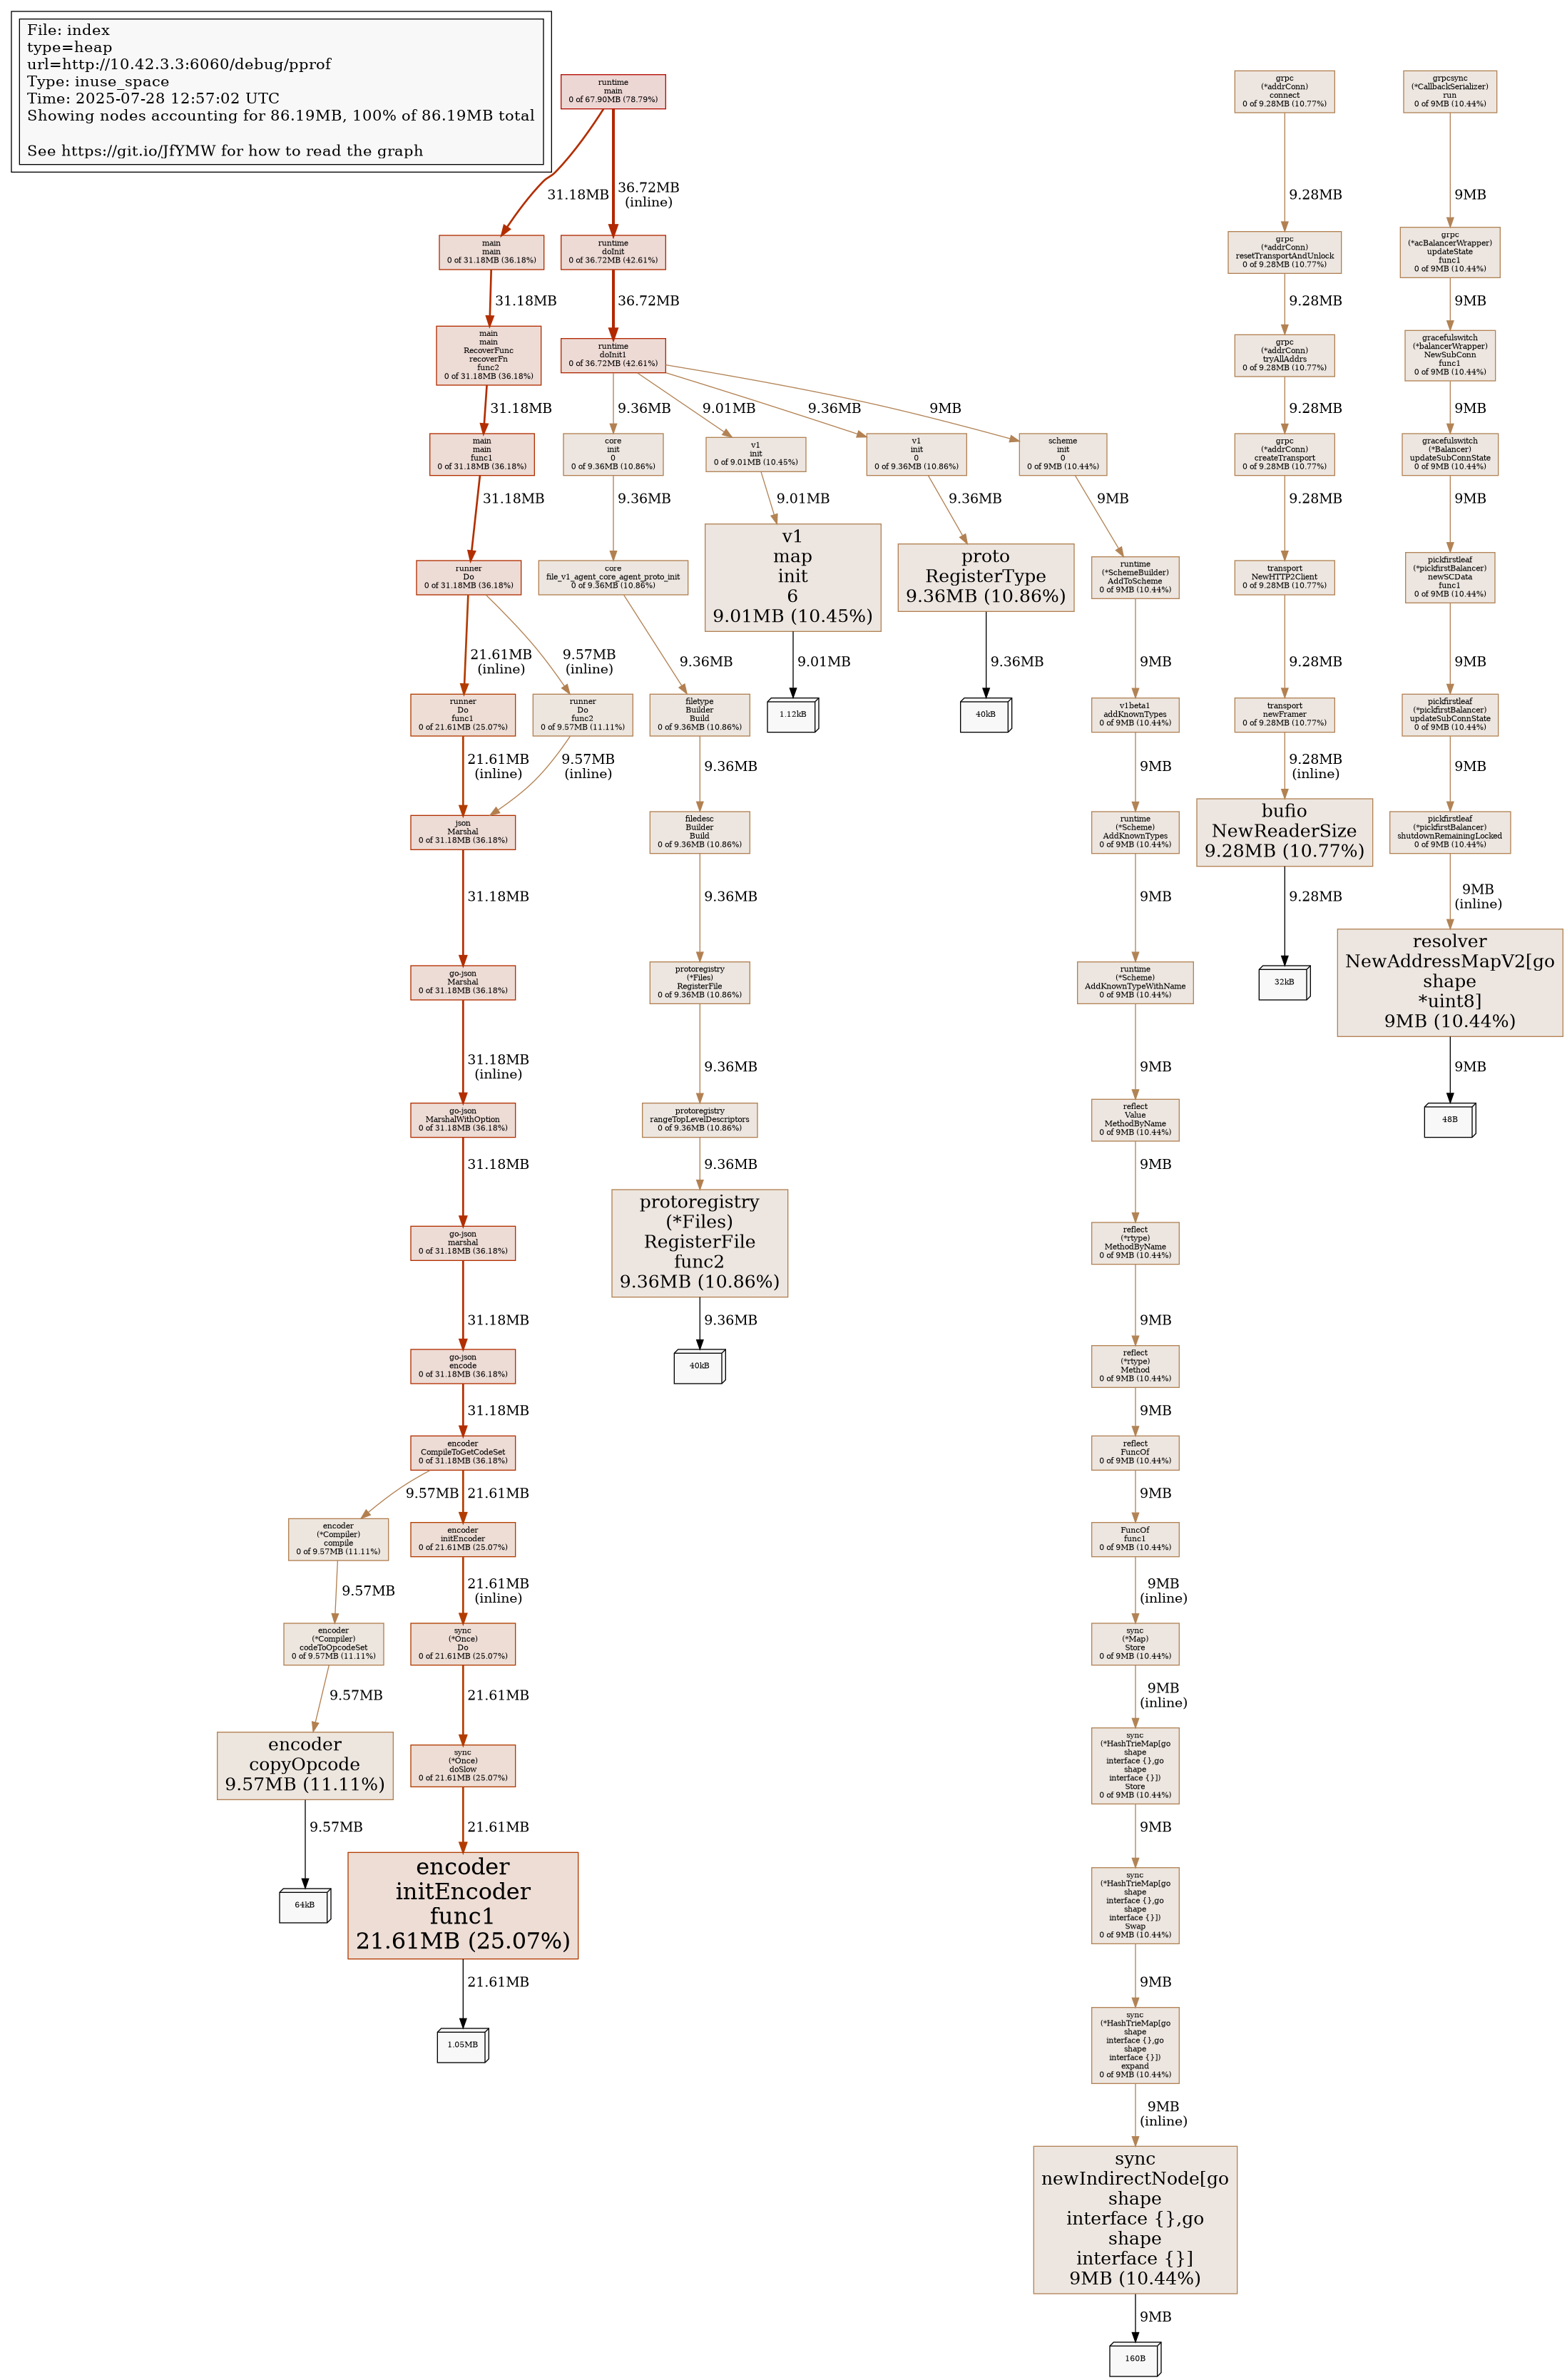 File: index
type=heap
url=http://10.42.3.3:6060/debug/pprof
Type: inuse_space
Time: 2025-07-28 12:57:02 UTC
Showing nodes accounting for 86.19MB, 100% of 86.19MB total
See https://git.io/JfYMW for how to read the graph
runtime
main
0 of 67.90MB (78.79%)
grpc
(*addrConn)
connect
0 of 9.28MB (10.77%)
grpcsync
(*CallbackSerializer)
run
0 of 9MB (10.44%)
31.18MB
36.72MB
(inline)
9.28MB
9MB
main
main
0 of 31.18MB (36.18%)
runtime
doInit
0 of 36.72MB (42.61%)
grpc
(*addrConn)
resetTransportAndUnlock
0 of 9.28MB (10.77%)
grpc
(*acBalancerWrapper)
updateState
func1
0 of 9MB (10.44%)
31.18MB
36.72MB
9.28MB
9MB
main
main
RecoverFunc
recoverFn
func2
0 of 31.18MB (36.18%)
runtime
doInit1
0 of 36.72MB (42.61%)
grpc
(*addrConn)
tryAllAddrs
0 of 9.28MB (10.77%)
gracefulswitch
(*balancerWrapper)
NewSubConn
func1
0 of 9MB (10.44%)
31.18MB
9.36MB
9.01MB
9.36MB
9MB
9.28MB
9MB
main
main
func1
0 of 31.18MB (36.18%)
core
init
0
0 of 9.36MB (10.86%)
v1
init
0 of 9.01MB (10.45%)
v1
init
0
0 of 9.36MB (10.86%)
scheme
init
0
0 of 9MB (10.44%)
grpc
(*addrConn)
createTransport
0 of 9.28MB (10.77%)
gracefulswitch
(*Balancer)
updateSubConnState
0 of 9MB (10.44%)
31.18MB
9.36MB
9.01MB
9.36MB
9MB
9.28MB
9MB
runner
Do
0 of 31.18MB (36.18%)
core
file_v1_agent_core_agent_proto_init
0 of 9.36MB (10.86%)
v1
map
init
6
9.01MB (10.45%)
proto
RegisterType
9.36MB (10.86%)
runtime
(*SchemeBuilder)
AddToScheme
0 of 9MB (10.44%)
transport
NewHTTP2Client
0 of 9.28MB (10.77%)
pickfirstleaf
(*pickfirstBalancer)
newSCData
func1
0 of 9MB (10.44%)
21.61MB
(inline)
9.57MB
(inline)
9.36MB
9.01MB
9.36MB
9MB
9.28MB
9MB
runner
Do
func1
0 of 21.61MB (25.07%)
runner
Do
func2
0 of 9.57MB (11.11%)
filetype
Builder
Build
0 of 9.36MB (10.86%)
1.12kB
40kB
v1beta1
addKnownTypes
0 of 9MB (10.44%)
transport
newFramer
0 of 9.28MB (10.77%)
pickfirstleaf
(*pickfirstBalancer)
updateSubConnState
0 of 9MB (10.44%)
21.61MB
(inline)
9.57MB
(inline)
9.36MB
9MB
9.28MB
(inline)
9MB
json
Marshal
0 of 31.18MB (36.18%)
filedesc
Builder
Build
0 of 9.36MB (10.86%)
runtime
(*Scheme)
AddKnownTypes
0 of 9MB (10.44%)
bufio
NewReaderSize
9.28MB (10.77%)
pickfirstleaf
(*pickfirstBalancer)
shutdownRemainingLocked
0 of 9MB (10.44%)
31.18MB
9.36MB
9MB
9.28MB
9MB
(inline)
go-json
Marshal
0 of 31.18MB (36.18%)
protoregistry
(*Files)
RegisterFile
0 of 9.36MB (10.86%)
runtime
(*Scheme)
AddKnownTypeWithName
0 of 9MB (10.44%)
32kB
resolver
NewAddressMapV2[go
shape
*uint8]
9MB (10.44%)
31.18MB
(inline)
9.36MB
9MB
9MB
go-json
MarshalWithOption
0 of 31.18MB (36.18%)
protoregistry
rangeTopLevelDescriptors
0 of 9.36MB (10.86%)
reflect
Value
MethodByName
0 of 9MB (10.44%)
48B
31.18MB
9.36MB
9MB
go-json
marshal
0 of 31.18MB (36.18%)
protoregistry
(*Files)
RegisterFile
func2
9.36MB (10.86%)
reflect
(*rtype)
MethodByName
0 of 9MB (10.44%)
31.18MB
9.36MB
9MB
go-json
encode
0 of 31.18MB (36.18%)
40kB
reflect
(*rtype)
Method
0 of 9MB (10.44%)
31.18MB
9MB
encoder
CompileToGetCodeSet
0 of 31.18MB (36.18%)
reflect
FuncOf
0 of 9MB (10.44%)
9.57MB
21.61MB
9MB
encoder
(*Compiler)
compile
0 of 9.57MB (11.11%)
encoder
initEncoder
0 of 21.61MB (25.07%)
FuncOf
func1
0 of 9MB (10.44%)
9.57MB
21.61MB
(inline)
9MB
(inline)
encoder
(*Compiler)
codeToOpcodeSet
0 of 9.57MB (11.11%)
sync
(*Once)
Do
0 of 21.61MB (25.07%)
sync
(*Map)
Store
0 of 9MB (10.44%)
9.57MB
21.61MB
9MB
(inline)
encoder
copyOpcode
9.57MB (11.11%)
sync
(*Once)
doSlow
0 of 21.61MB (25.07%)
sync
(*HashTrieMap[go
shape
interface {},go
shape
interface {}])
Store
0 of 9MB (10.44%)
9.57MB
21.61MB
9MB
64kB
encoder
initEncoder
func1
21.61MB (25.07%)
sync
(*HashTrieMap[go
shape
interface {},go
shape
interface {}])
Swap
0 of 9MB (10.44%)
21.61MB
9MB
1.05MB
sync
(*HashTrieMap[go
shape
interface {},go
shape
interface {}])
expand
0 of 9MB (10.44%)
9MB
(inline)
sync
newIndirectNode[go
shape
interface {},go
shape
interface {}]
9MB (10.44%)
9MB
160B